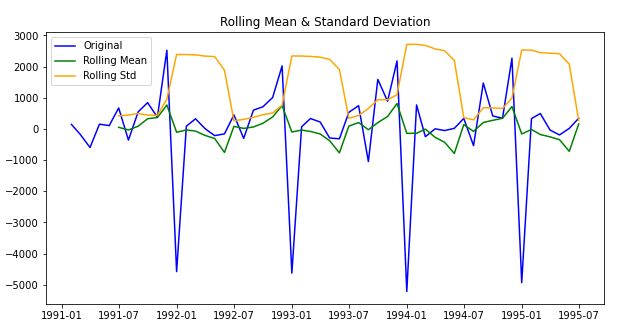 Rolling Mean & Standard Deviation
Original
Rolling Mean
Rolling Std
3000
2000
1000
0
−1000
−2000
−3000
−4000
−5000
1991-01 1991-07 1992-01 1992-07 1993-01 1993-07 1994-01 1994-07 1995-01 1995-07